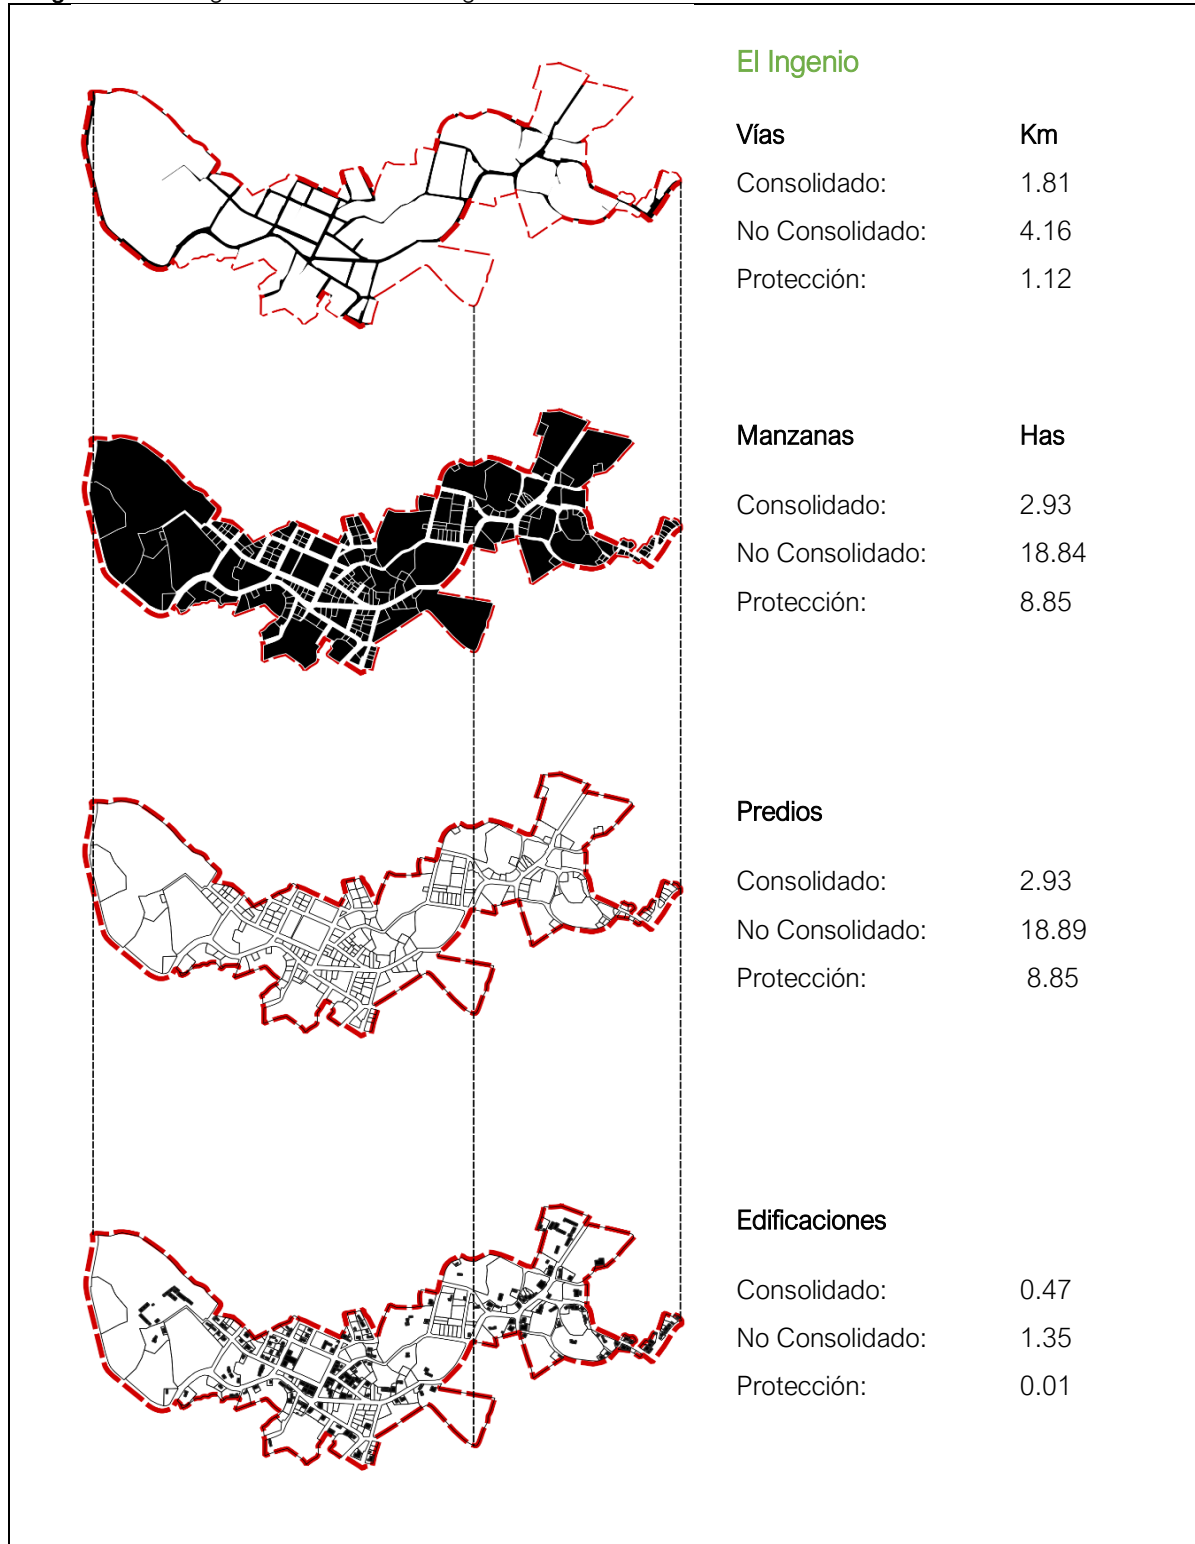 El Ingenio
Vías Km
Consolidado: 1.81
No Consolidado: 4.16
Protección: 1.12
Manzanas Has
Consolidado: 2.93
No Consolidado: 18.84
Protección: 8.85
Predios
Consolidado: 2.93
No Consolidado: 18.89
Protección: 8.85
Edificaciones
Consolidado: 0.47
No Consolidado: 1.35
Protección: 0.01